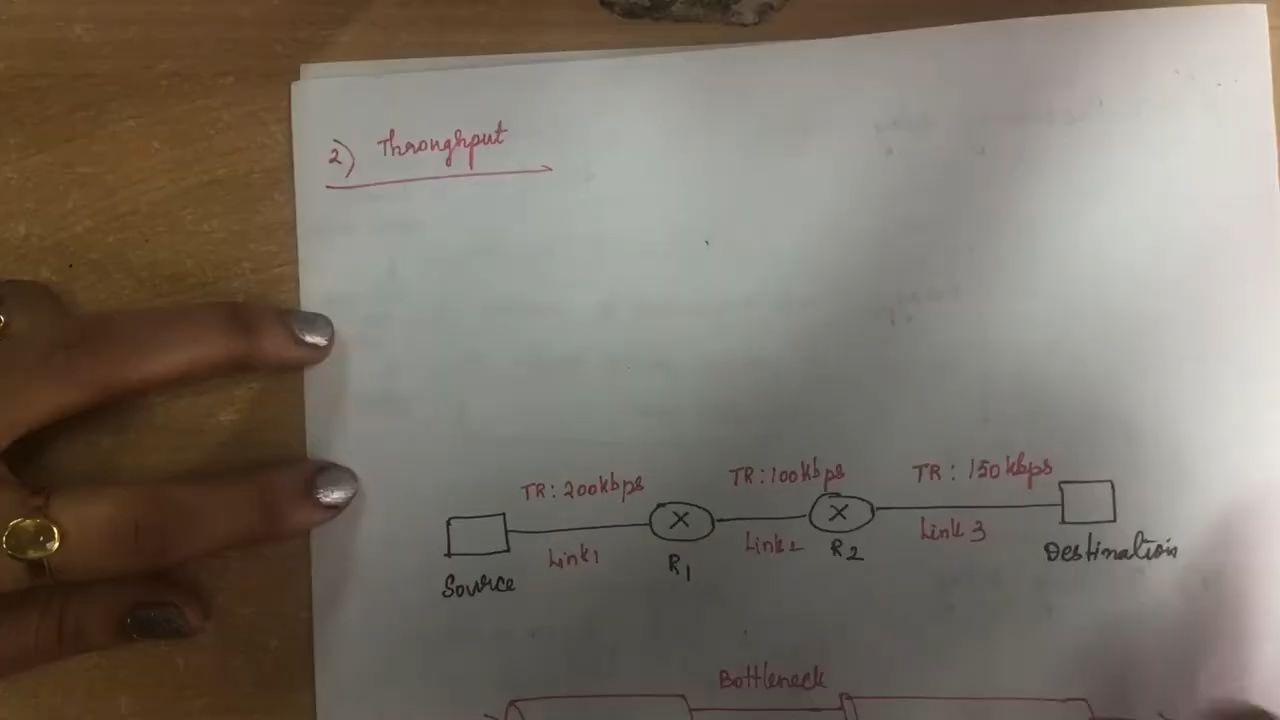 2) Throughput
TR: 200kbps TR: 100kbps TR: 150kbps
Link1 Link2 Link 3
R1 R2
Source Destination
Bottleneck